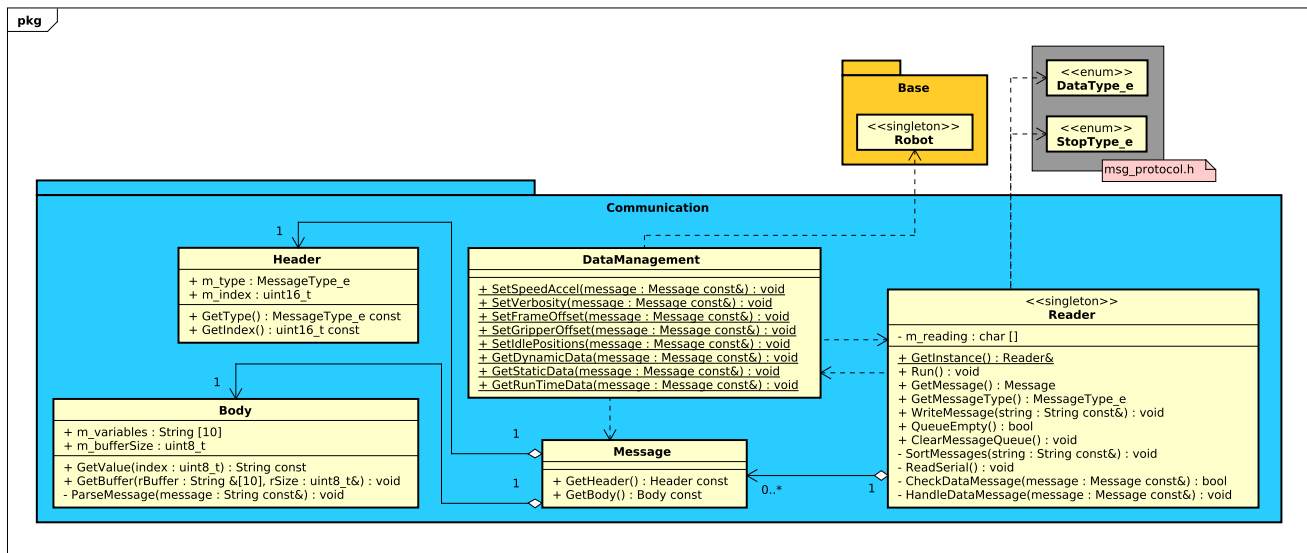 pkg
Base
<<singleton>>
Robot
<<enum>>
DataType_e
<<enum>>
StopType_e
msg_protocol.h
Communication
1
Header
+ m_type : MessageType_e
+ m_index : uint16_t
+ GetType() : MessageType_e const
+ GetIndex() : uint16_t const
DataManagement
+ SetSpeedAccel(message : Message const&) : void
+ SetVerbosity(message : Message const&) : void
+ SetFrameOffset(message : Message const&) : void
+ SetGripperOffset(message : Message const&) : void
+ SetIdlePositions(message : Message const&) : void
+ GetDynamicData(message : Message const&) : void
+ GetStaticData(message : Message const&) : void
+ GetRunTimeData(message : Message const&) : void
<<singleton>>
Reader
- m_reading : char []
+ GetInstance() : Reader&
+ Run() : void
+ GetMessage() : Message
+ GetMessageType() : MessageType_e
+ WriteMessage(string : String const&) : void
+ QueueEmpty() : bool
+ ClearMessageQueue() : void
- SortMessages(string : String const&) : void
- ReadSerial() : void
- CheckDataMessage(message : Message const&) : bool
- HandleDataMessage(message : Message const&) : void
1
Body
+ m_variables : String [10]
+ m_bufferSize : uint8_t
+ GetValue(index : uint8_t) : String const
+ GetBuffer(rBuffer : String &[10], rSize : uint8_t&) : void
- ParseMessage(message : String const&) : void
1
1
Message
+ GetHeader() : Header const
+ GetBody() : Body const
0..*
1